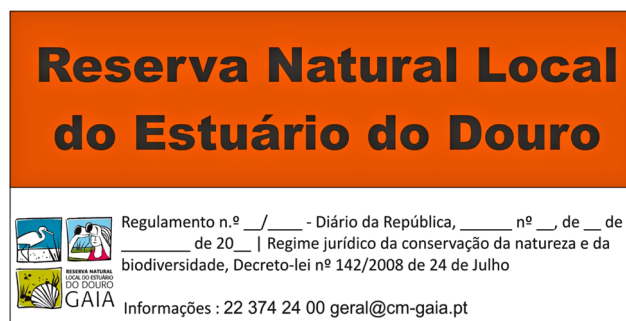 Reserva Natural Local
do Estuário do Douro
Regulamento n.º __/____ - Diário da República, ______ nº __, de __ de
________ de 20__ | Regime jurídico da conservação da natureza e da
biodiversidade, Decreto-lei nº 142/2008 de 24 de Julho
RESERVA NATURAL
LOCAL DO ESTUÁRIO
DO DOURO
GAIA
Informações : 22 374 24 00 geral@cm-gaia.pt